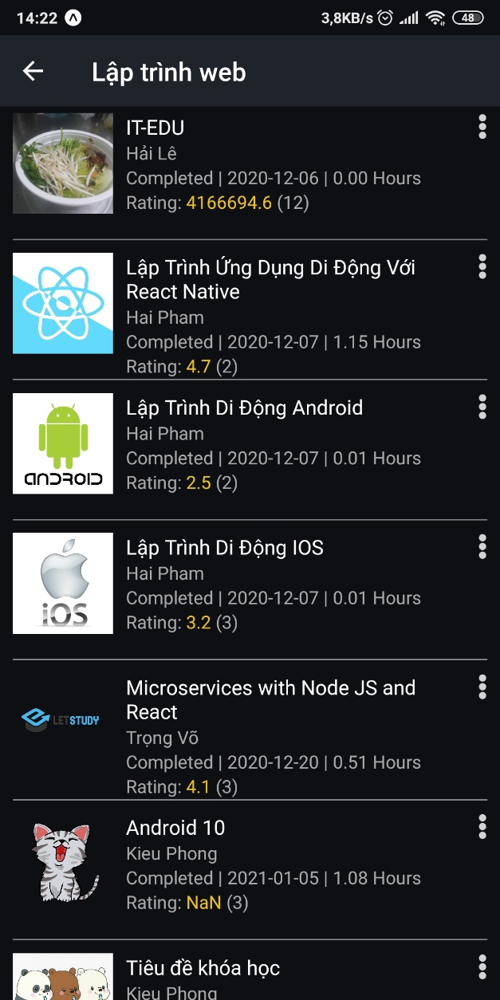 14:22
3,8KB/s
48
Lập trình web
IT-EDU
Hải Lê
Completed | 2020-12-06 | 0.00 Hours
Rating: 4166694.6 (12)
Lập Trình Ứng Dụng Di Động Với
React Native
Hai Pham
Completed | 2020-12-07 | 1.15 Hours
Rating: 4.7 (2)
Lập Trình Di Động Android
Hai Pham
Completed | 2020-12-07 | 0.01 Hours
Rating: 2.5 (2)
ANDROID
Lập Trình Di Động IOS
Hai Pham
Completed | 2020-12-07 | 0.01 Hours
Rating: 3.2 (3)
iOS
Microservices with Node JS and
React
LETSTUDY
Trọng Võ
Completed | 2020-12-20 | 0.51 Hours
Rating: 4.1 (3)
Android 10
Kieu Phong
Completed | 2021-01-05 | 1.08 Hours
Rating: NaN (3)
Tiêu đề khóa học
Kieu Phong